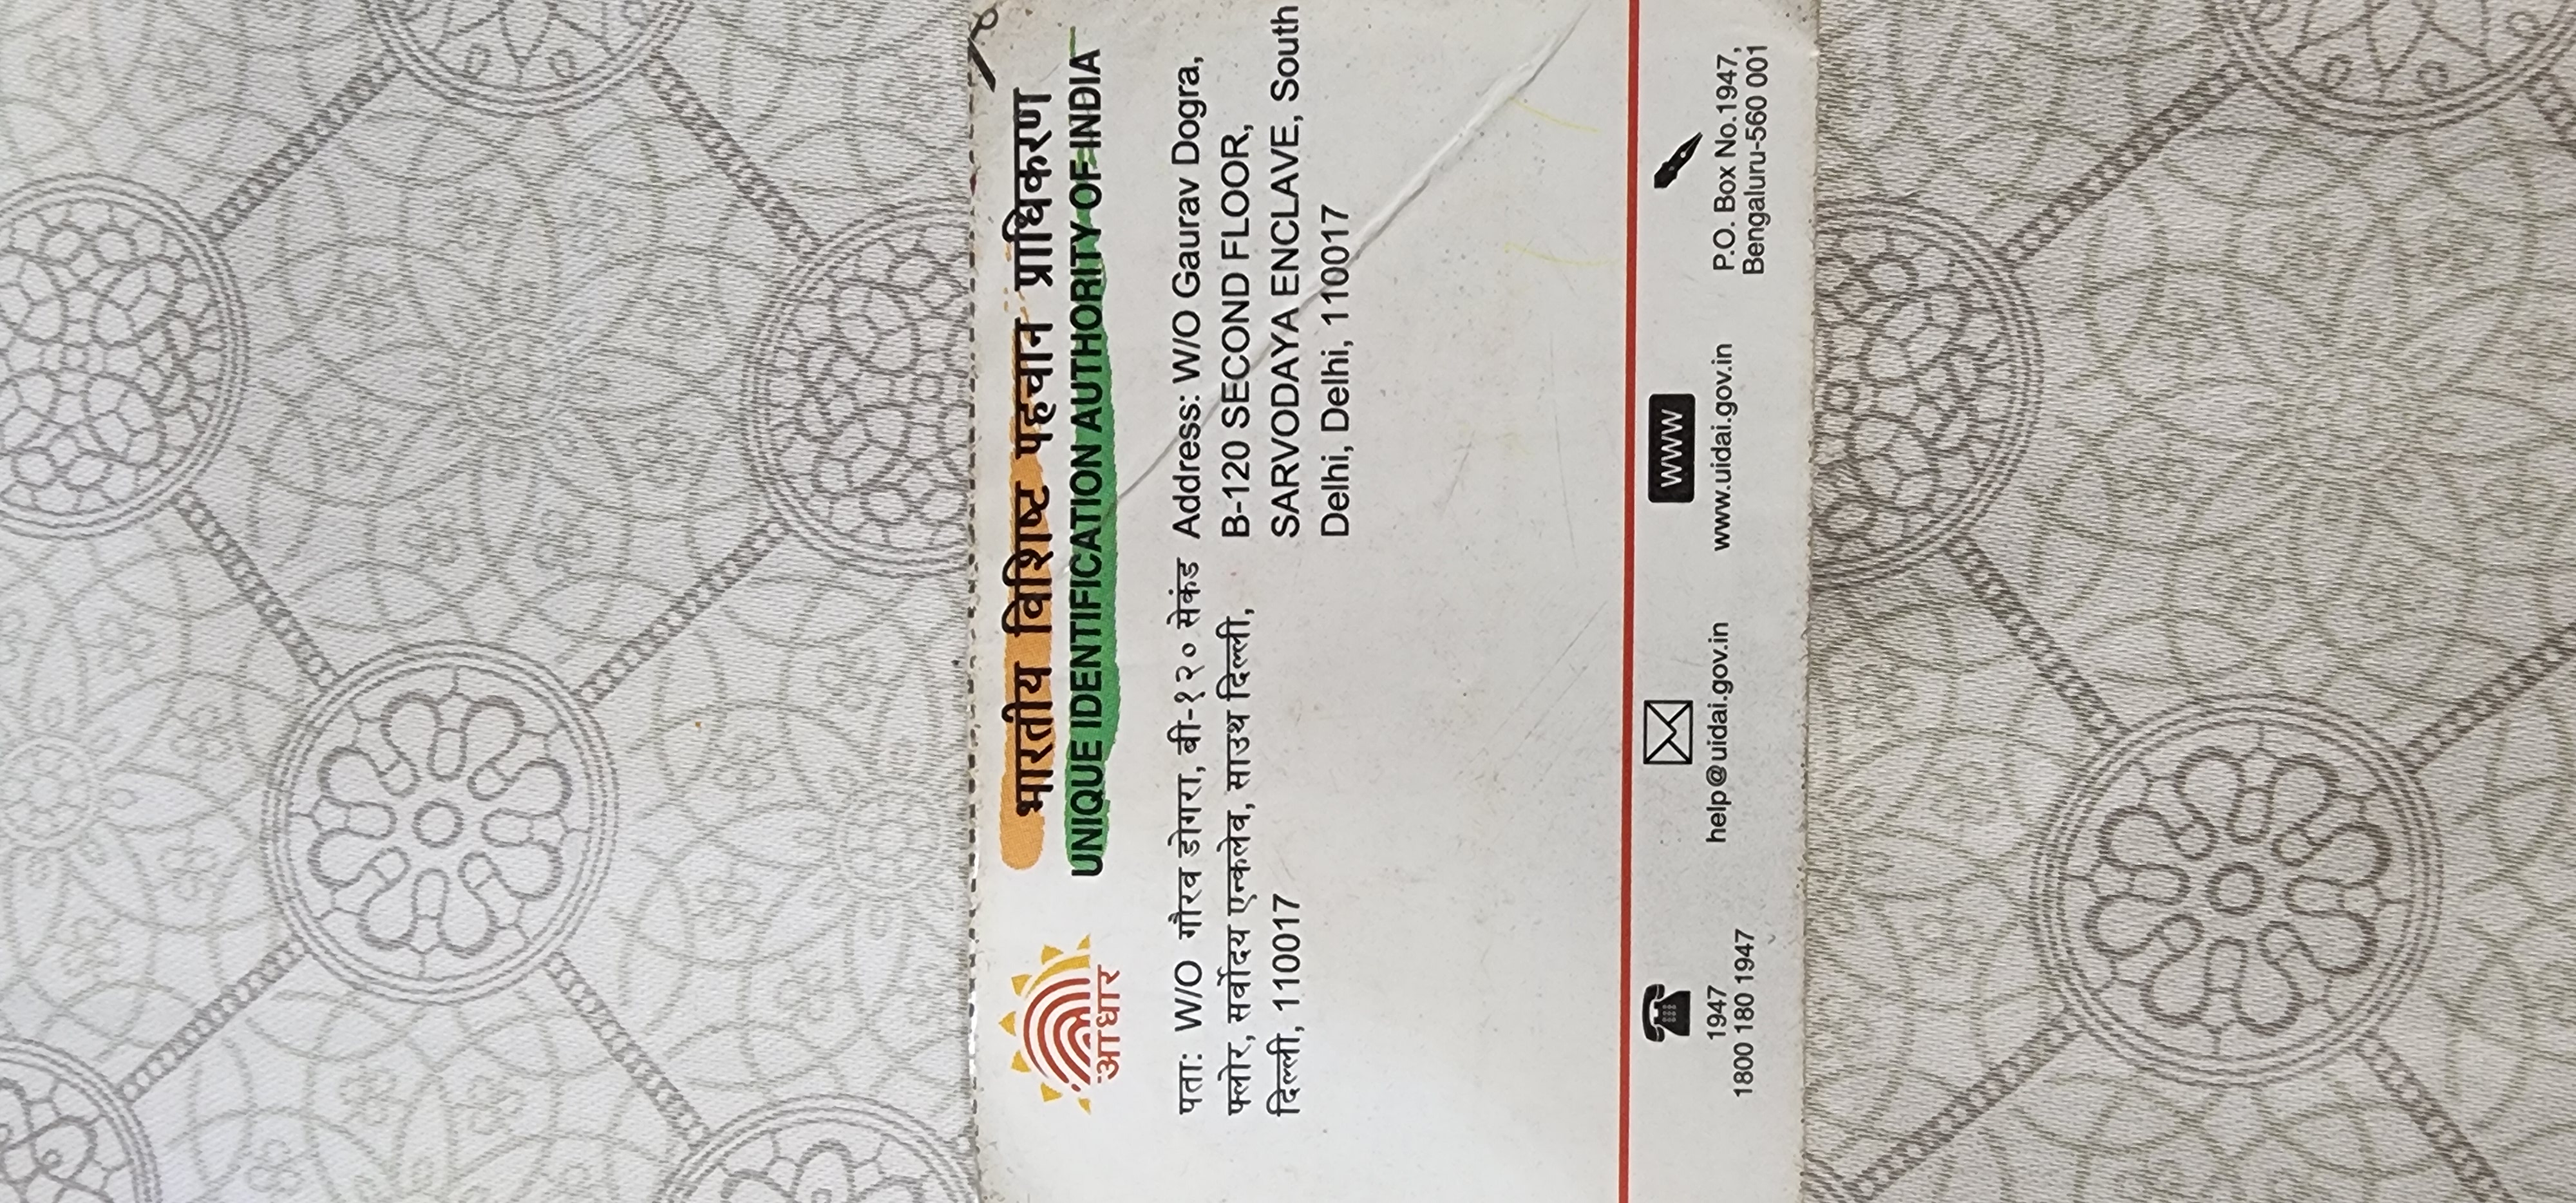 भारतीय विशिष्ट पहचान प्राधिकरण
UNIQUE IDENTIFICATION AUTHORITY OF INDIA
आधार
पता: W/O गौरव डोगरा, बी-१२० सेकंड
फ्लोर, सर्वोदय एन्क्लेव, साउथ दिल्ली,
दिल्ली, 110017
Address: W/O Gaurav Dogra,
B-120 SECOND FLOOR,
SARVODAYA ENCLAVE, South
Delhi, Delhi, 110017
1947
1800 180 1947
help@uidai.gov.in
WWW
www.uidai.gov.in
P.O. Box No.1947,
Bengaluru-560 001